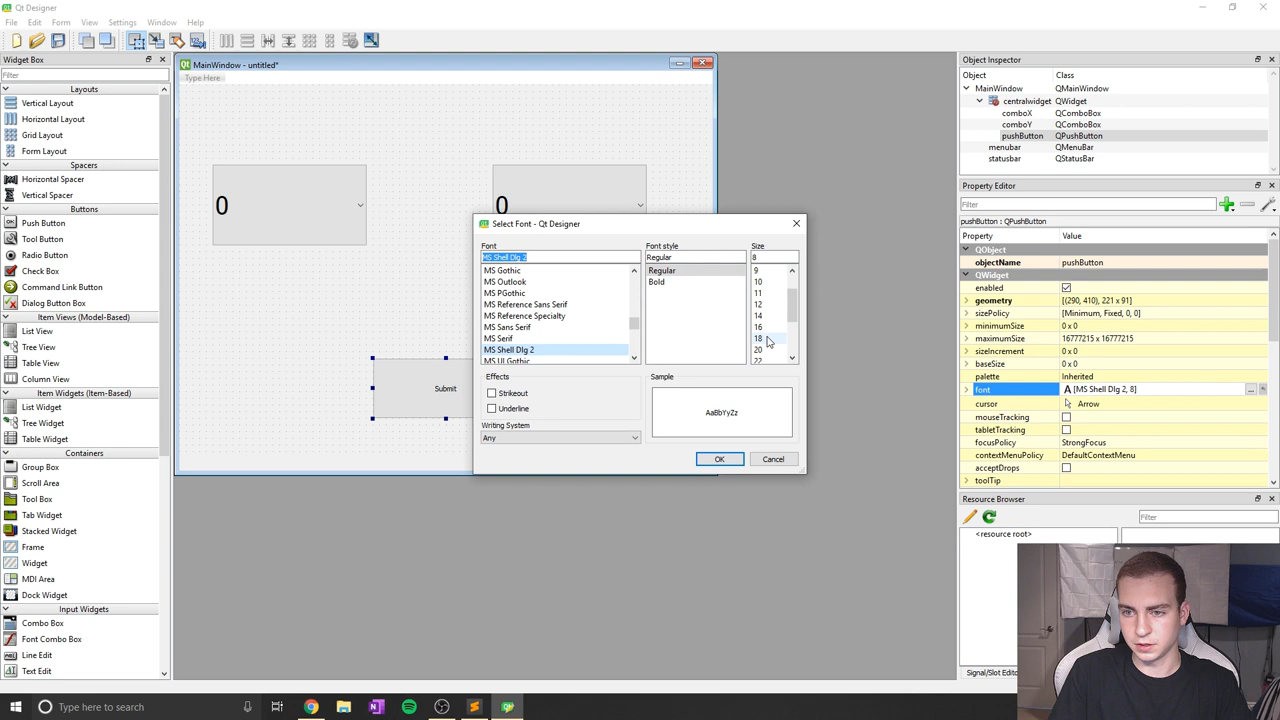 Qt Designer
File Edit Form View Settings Window Help
Widget Box
Filter
Layouts
Vertical Layout
Horizontal Layout
Grid Layout
Form Layout
Spacers
Horizontal Spacer
Vertical Spacer
Buttons
Push Button
Tool Button
Radio Button
Check Box
Command Link Button
Dialog Button Box
Item Views (Model-Based)
List View
Tree View
Table View
Column View
Item Widgets (Item-Based)
List Widget
Tree Widget
Table Widget
Containers
Group Box
Scroll Area
Tool Box
Tab Widget
Stacked Widget
Frame
Widget
MDI Area
Dock Widget
Input Widgets
Combo Box
Font Combo Box
Line Edit
Text Edit
MainWindow - untitled*
Type Here
0
0
Submit
Select Font - Qt Designer
Font
MS Shell Dlg 2
MS Gothic
MS Outlook
MS PGothic
MS Reference Sans Serif
MS Reference Specialty
MS Sans Serif
MS Serif
MS Shell Dlg 2
MS UI Gothic
Font style
Regular
Regular
Bold
Size
8
9
10
11
12
14
16
18
20
22
Effects
Strikeout
Underline
Writing System
Any
Sample
AaBbYyZz
OK Cancel
Object Inspector
Object Class
MainWindow QMainWindow
centralwidget QWidget
comboX QComboBox
comboY QComboBox
pushButton QPushButton
menubar QMenuBar
statusbar QStatusBar
Property Editor
Filter
pushButton : QPushButton
Property Value
QObject
objectName pushButton
QWidget
enabled
geometry [(290, 410), 221 x 91]
sizePolicy [Minimum, Fixed, 0, 0]
minimumSize 0 x 0
maximumSize 16777215 x 16777215
sizeIncrement 0 x 0
baseSize 0 x 0
palette Inherited
font A [MS Shell Dlg 2, 8] ...
cursor Arrow
mouseTracking
tabletTracking
focusPolicy StrongFocus
contextMenuPolicy DefaultContextMenu
acceptDrops
toolTip
Resource Browser
Filter
<resource root>
Signal/Slot Editor
Type here to search